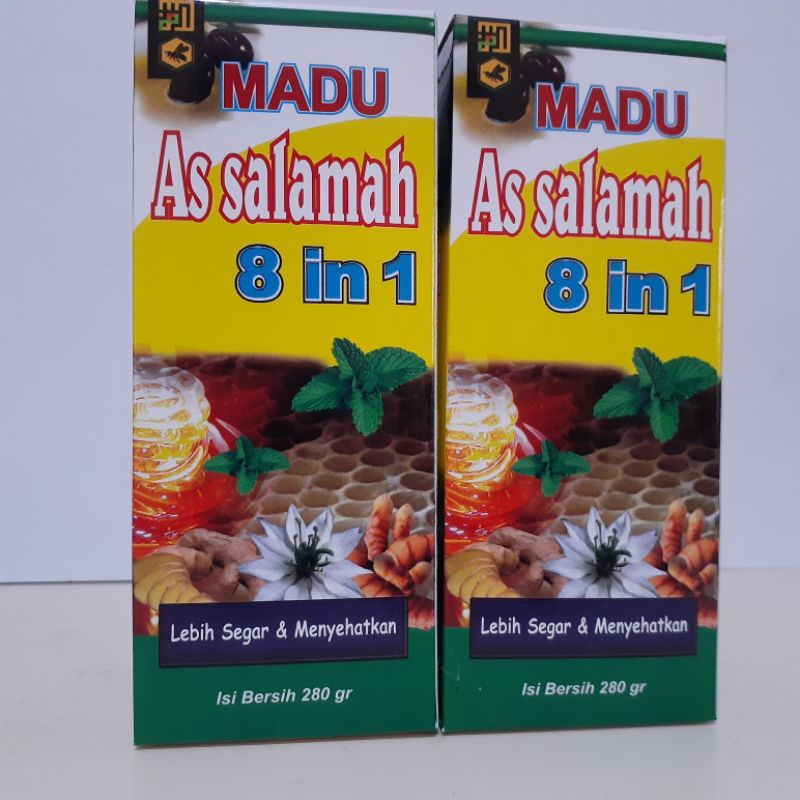 MADU
As salamah
8 in 1
Lebih Segar & Menyehatkan
Isi Bersih 280 gr
MADU
As salamah
8 in 1
Lebih Segar & Menyehatkan
Isi Bersih 280 gr